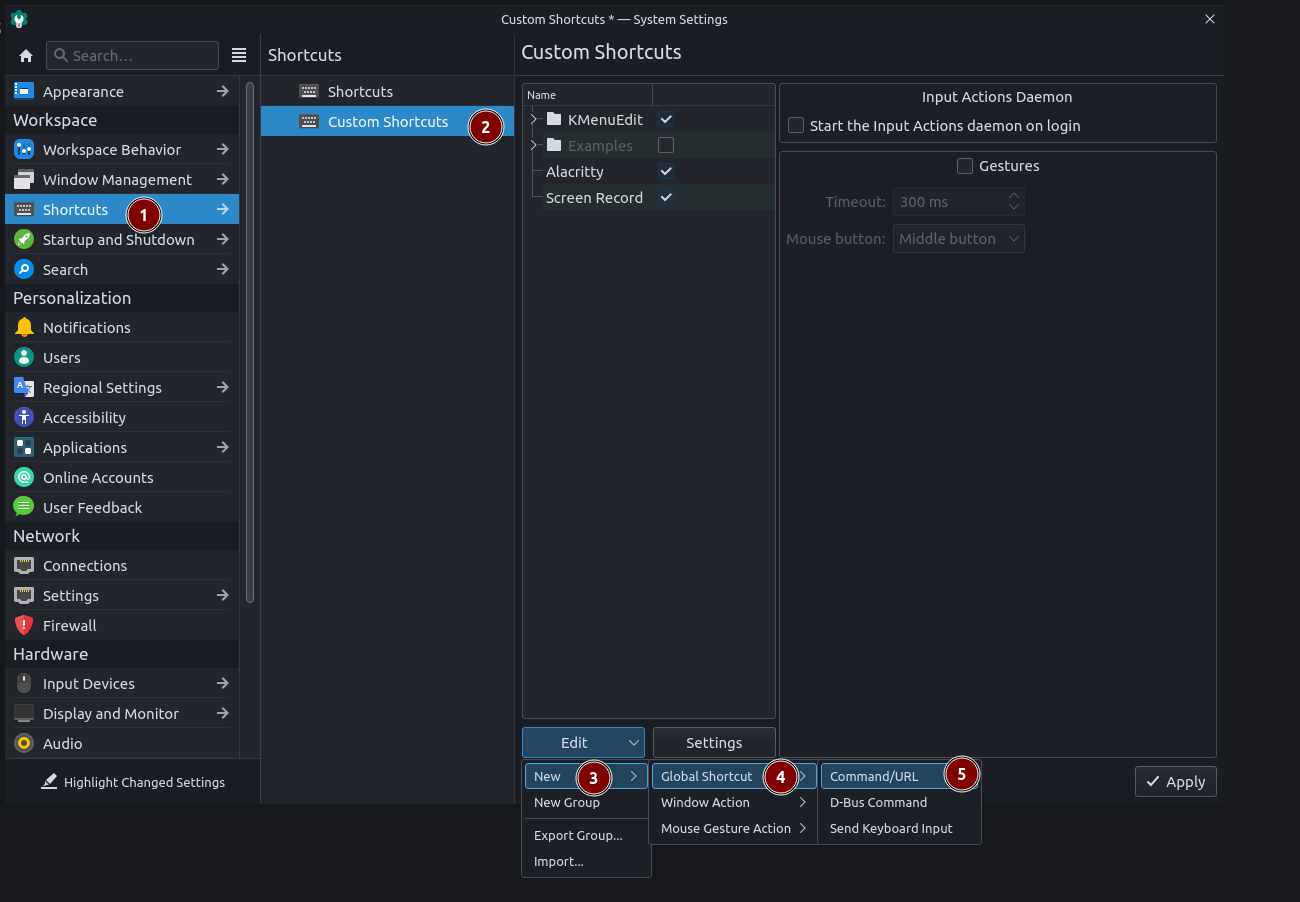 Custom Shortcuts * — System Settings
Search...
Shortcuts
Custom Shortcuts
Appearance
Workspace
Workspace Behavior
Window Management
Shortcuts
1
Startup and Shutdown
Search
Personalization
Notifications
Users
Regional Settings
Accessibility
Applications
Online Accounts
User Feedback
Network
Connections
Settings
Firewall
Hardware
Input Devices
Display and Monitor
Audio
Highlight Changed Settings
Shortcuts
Custom Shortcuts
2
Name
KMenuEdit
Examples
Alacritty
Screen Record
Input Actions Daemon
Start the Input Actions daemon on login
Gestures
Timeout: 300 ms
Mouse button: Middle button
Edit
Settings
New 3
New Group
Export Group...
Import...
Global Shortcut 4
Window Action
Mouse Gesture Action
Command/URL 5
D-Bus Command
Send Keyboard Input
Apply